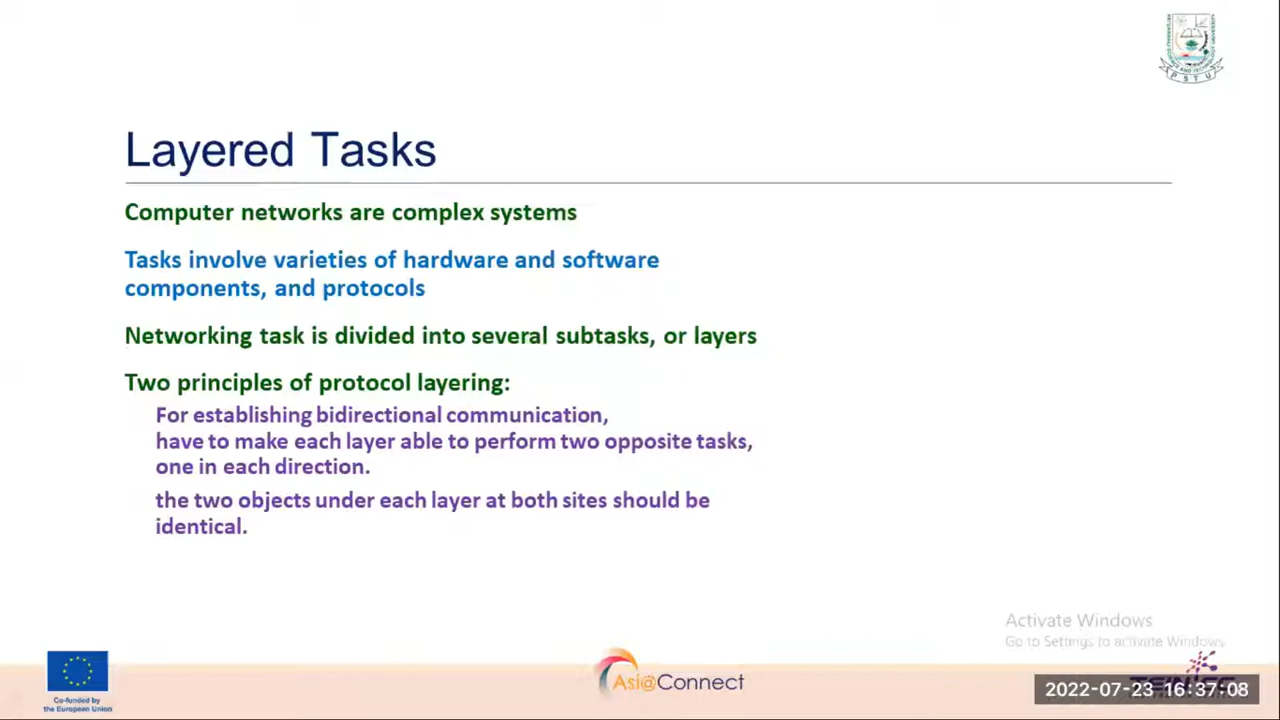 PSTU
Layered Tasks
Computer networks are complex systems
Tasks involve varieties of hardware and software
components, and protocols
Networking task is divided into several subtasks, or layers
Two principles of protocol layering:
For establishing bidirectional communication,
have to make each layer able to perform two opposite tasks,
one in each direction.
the two objects under each layer at both sites should be
identical.
Activate Windows
Go to Settings to activate Windows.
Co-funded by
the European Union
Asi@Connect
2022-07-23 16:37:08